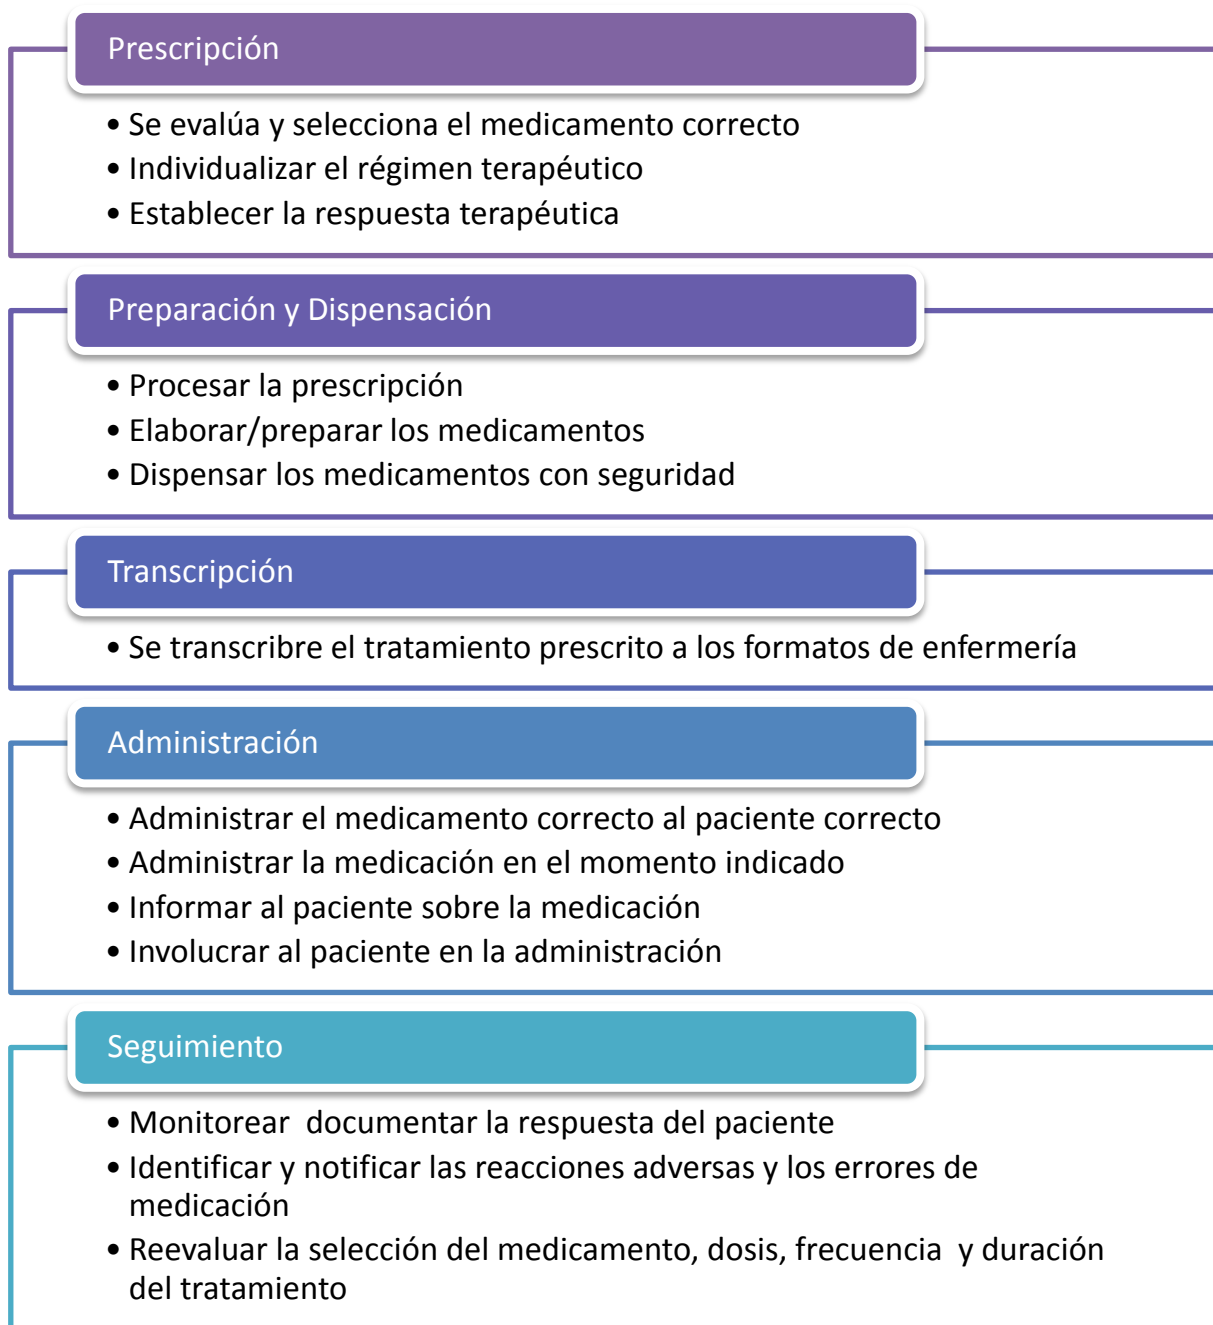 Prescripción
• Se evalúa y selecciona el medicamento correcto
• Individualizar el régimen terapéutico
• Establecer la respuesta terapéutica
Preparación y Dispensación
• Procesar la prescripción
• Elaborar/preparar los medicamentos
• Dispensar los medicamentos con seguridad
Transcripción
• Se transcribre el tratamiento prescrito a los formatos de enfermería
Administración
• Administrar el medicamento correcto al paciente correcto
• Administrar la medicación en el momento indicado
• Informar al paciente sobre la medicación
• Involucrar al paciente en la administración
Seguimiento
• Monitorear  documentar la respuesta del paciente
• Identificar y notificar las reacciones adversas y los errores de
medicación
• Reevaluar la selección del medicamento, dosis, frecuencia  y duración
del tratamiento